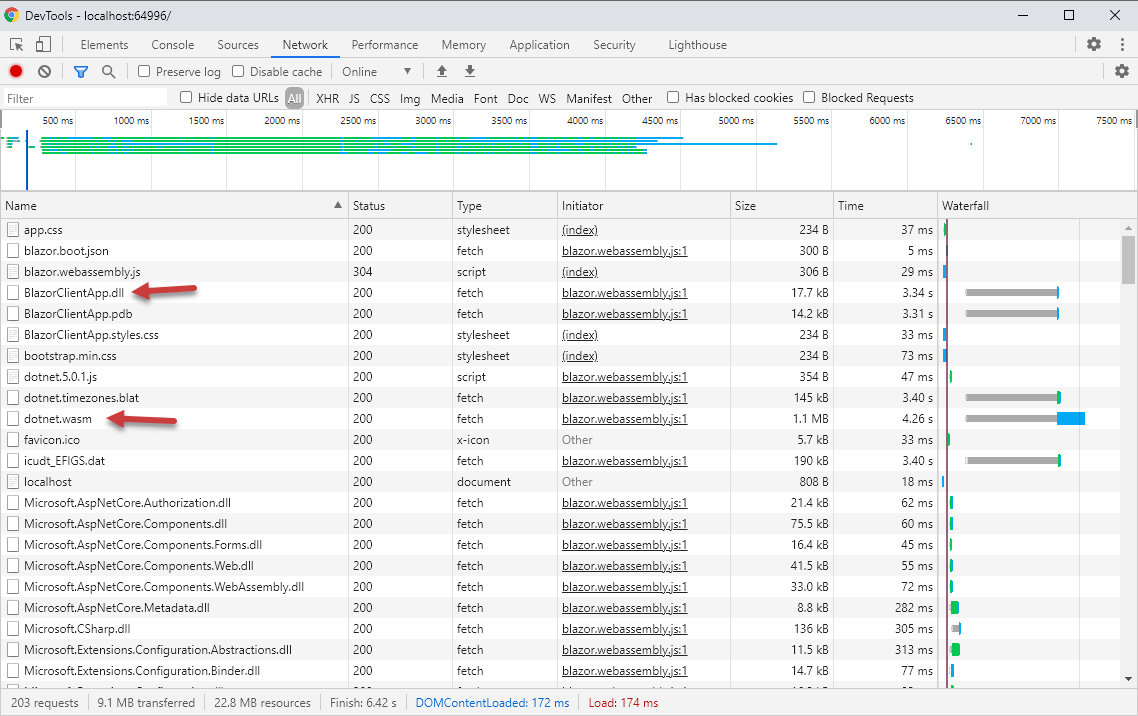 DevTools - localhost:64996/
Elements Console Sources Network Performance Memory Application Security Lighthouse
Preserve log Disable cache Online
Filter Hide data URLs All XHR JS CSS Img Media Font Doc WS Manifest Other Has blocked cookies Blocked Requests
500 ms 1000 ms 1500 ms 2000 ms 2500 ms 3000 ms 3500 ms 4000 ms 4500 ms 5000 ms 5500 ms 6000 ms 6500 ms 7000 ms 7500 ms
Name Status Type Initiator Size Time Waterfall
app.css 200 stylesheet (index) 234 B 37 ms
blazor.boot.json 200 fetch blazor.webassembly.js:1 300 B 5 ms
blazor.webassembly.js 304 script (index) 306 B 29 ms
BlazorClientApp.dll 200 fetch blazor.webassembly.js:1 17.7 kB 3.34 s
BlazorClientApp.pdb 200 fetch blazor.webassembly.js:1 14.2 kB 3.31 s
BlazorClientApp.styles.css 200 stylesheet (index) 234 B 33 ms
bootstrap.min.css 200 stylesheet (index) 234 B 73 ms
dotnet.5.0.1.js 200 script blazor.webassembly.js:1 354 B 47 ms
dotnet.timezones.blat 200 fetch blazor.webassembly.js:1 145 kB 3.40 s
dotnet.wasm 200 fetch blazor.webassembly.js:1 1.1 MB 4.26 s
favicon.ico 200 x-icon Other 5.7 kB 33 ms
icudt_EFIGS.dat 200 fetch blazor.webassembly.js:1 190 kB 3.40 s
localhost 200 document Other 808 B 18 ms
Microsoft.AspNetCore.Authorization.dll 200 fetch blazor.webassembly.js:1 21.4 kB 62 ms
Microsoft.AspNetCore.Components.dll 200 fetch blazor.webassembly.js:1 75.5 kB 60 ms
Microsoft.AspNetCore.Components.Forms.dll 200 fetch blazor.webassembly.js:1 16.4 kB 45 ms
Microsoft.AspNetCore.Components.Web.dll 200 fetch blazor.webassembly.js:1 41.5 kB 55 ms
Microsoft.AspNetCore.Components.WebAssembly.dll 200 fetch blazor.webassembly.js:1 33.0 kB 72 ms
Microsoft.AspNetCore.Metadata.dll 200 fetch blazor.webassembly.js:1 8.8 kB 282 ms
Microsoft.CSharp.dll 200 fetch blazor.webassembly.js:1 136 kB 305 ms
Microsoft.Extensions.Configuration.Abstractions.dll 200 fetch blazor.webassembly.js:1 11.5 kB 313 ms
Microsoft.Extensions.Configuration.Binder.dll 200 fetch blazor.webassembly.js:1 14.7 kB 77 ms
203 requests 9.1 MB transferred 22.8 MB resources Finish: 6.42 s DOMContentLoaded: 172 ms Load: 174 ms